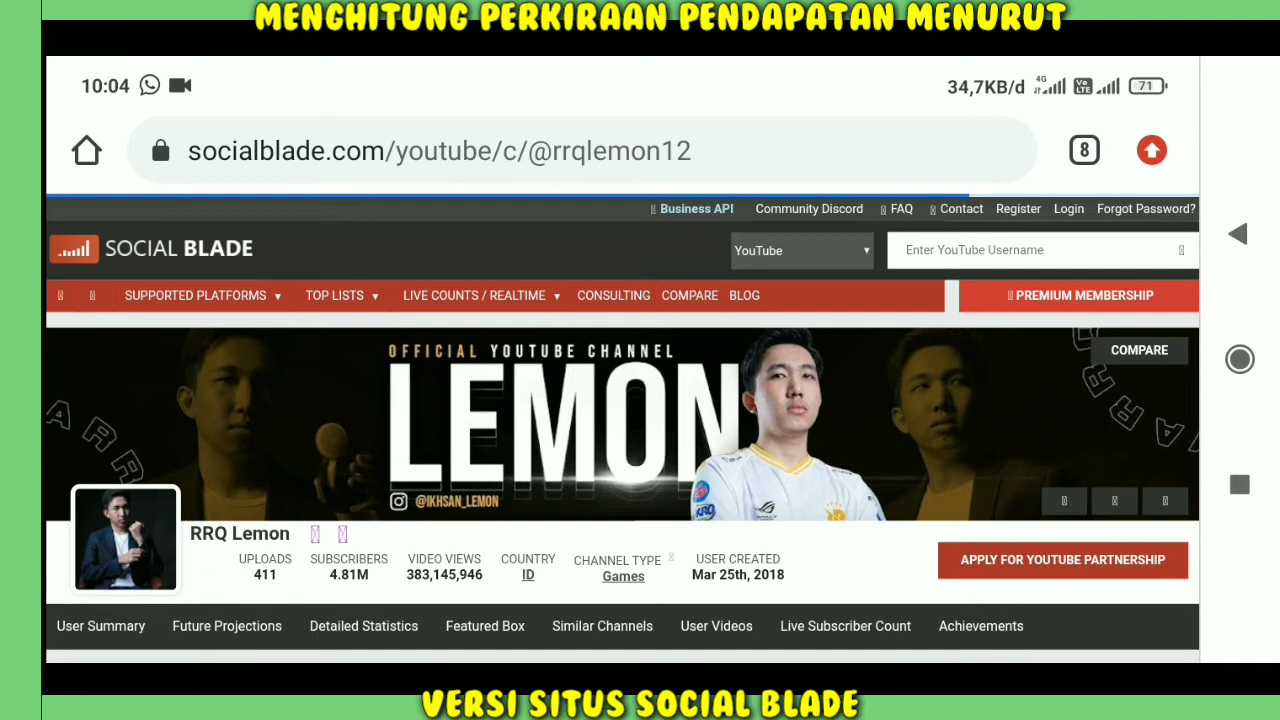 MENGHITUNG PERKIRAAN PENDAPATAN MENURUT
10:04
34,7KB/d 4G Vo LTE 71
socialblade.com/youtube/c/@rrqlemon12
8
Business API Community Discord FAQ Contact Register Login Forgot Password?
SOCIAL BLADE
YouTube
Enter YouTube Username
SUPPORTED PLATFORMS TOP LISTS LIVE COUNTS / REALTIME CONSULTING COMPARE BLOG
PREMIUM MEMBERSHIP
OFFICIAL YOUTUBE CHANNEL
COMPARE
LEMON
@IKHSAN_LEMON
RRQ Lemon
UPLOADS SUBSCRIBERS VIDEO VIEWS COUNTRY CHANNEL TYPE USER CREATED
411 4.81M 383,145,946 ID Games Mar 25th, 2018
APPLY FOR YOUTUBE PARTNERSHIP
User Summary Future Projections Detailed Statistics Featured Box Similar Channels User Videos Live Subscriber Count Achievements
VERSI SITUS SOCIAL BLADE